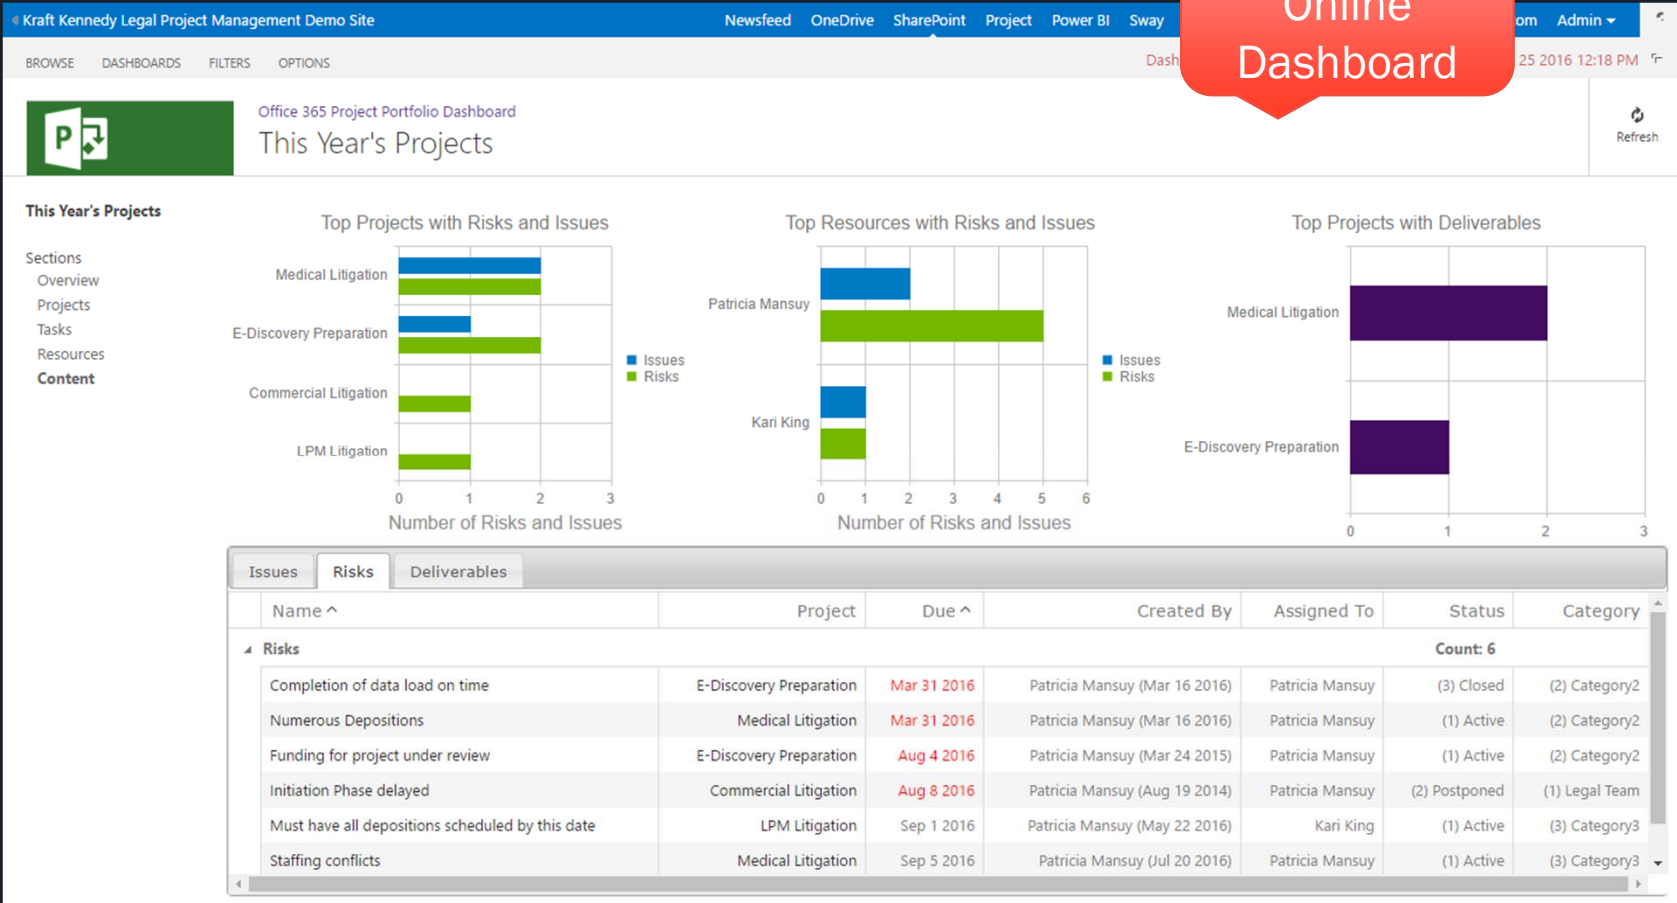 Kraft Kennedy Legal Project Management Demo Site Newsfeed OneDrive SharePoint Project Power BI Sway Admin
Online
Dashboard
BROWSE DASHBOARDS FILTERS OPTIONS 25 2016 12:18 PM
Office 365 Project Portfolio Dashboard
This Year's Projects
Refresh
P
This Year's Projects
Sections
Overview
Projects
Tasks
Resources
Content
Top Projects with Risks and Issues
Medical Litigation
E-Discovery Preparation
Commercial Litigation
LPM Litigation
Issues
Risks
0 1 2 3
Number of Risks and Issues
Top Resources with Risks and Issues
Patricia Mansuy
Kari King
Issues
Risks
0 1 2 3 4 5 6
Number of Risks and Issues
Top Projects with Deliverables
Medical Litigation
E-Discovery Preparation
0 1 2 3
Issues Risks Deliverables
Name Project Due Created By Assigned To Status Category
Risks Count: 6
Completion of data load on time E-Discovery Preparation Mar 31 2016 Patricia Mansuy (Mar 16 2016) Patricia Mansuy (3) Closed (2) Category2
Numerous Depositions Medical Litigation Mar 31 2016 Patricia Mansuy (Mar 16 2016) Patricia Mansuy (1) Active (2) Category2
Funding for project under review E-Discovery Preparation Aug 4 2016 Patricia Mansuy (Mar 24 2015) Patricia Mansuy (1) Active (2) Category2
Initiation Phase delayed Commercial Litigation Aug 8 2016 Patricia Mansuy (Aug 19 2014) Patricia Mansuy (2) Postponed (1) Legal Team
Must have all depositions scheduled by this date LPM Litigation Sep 1 2016 Patricia Mansuy (May 22 2016) Kari King (1) Active (3) Category3
Staffing conflicts Medical Litigation Sep 5 2016 Patricia Mansuy (Jul 20 2016) Patricia Mansuy (1) Active (3) Category3